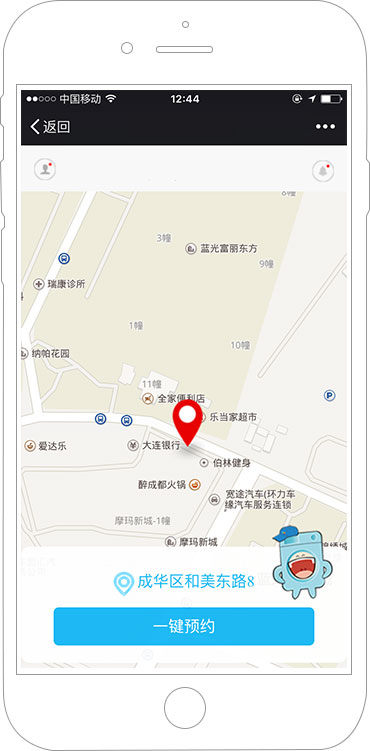 中国移动
12:44
返回
8幢
3幢
蓝光富丽东方
9幢
瑞康诊所
1幢
10幢
纳帕花园
11幢
全家便利店
P
乐当家超市
爱达乐
大连银行
伯林健身
醉成都火锅
宽途汽车(环力车
缘汽车服务连锁
摩玛新城-1幢
摩玛新城
成华区和美东路8
一键预约